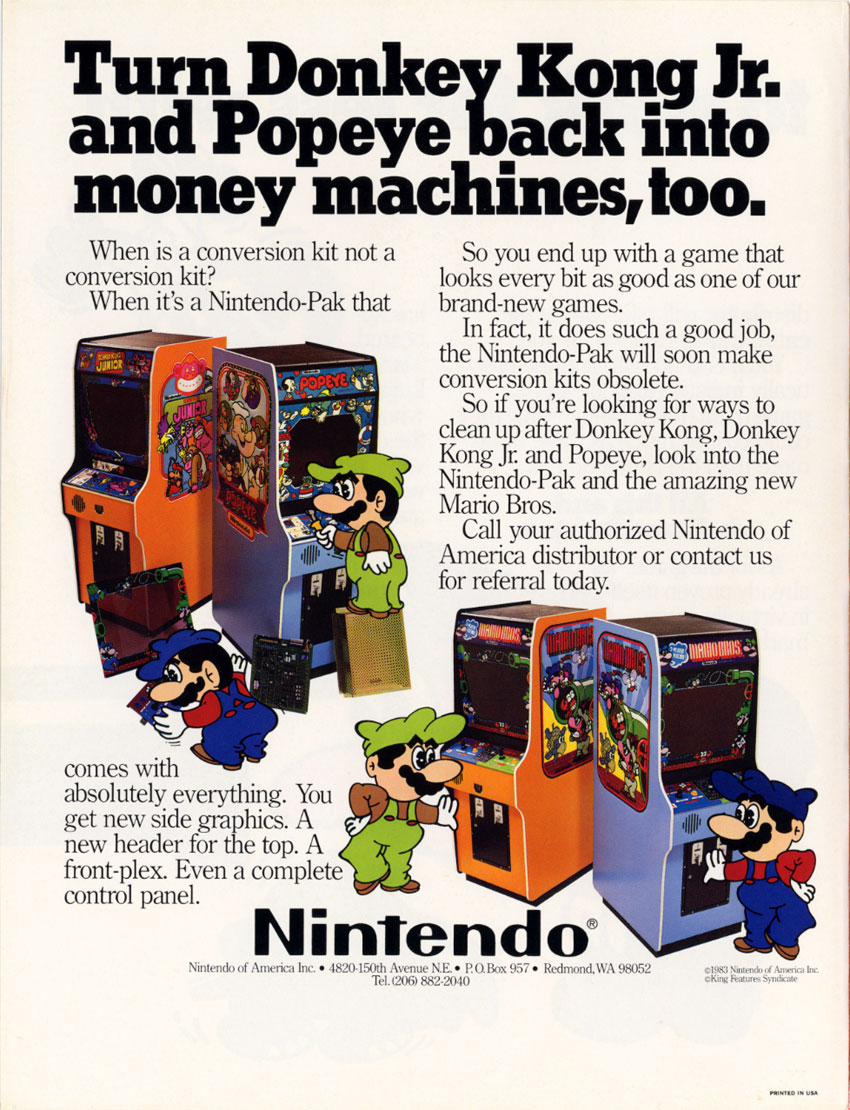 Turn Donkey Kong Jr.
and Popeye back into
money machines, too.
When is a conversion kit not a
conversion kit?
When it's a Nintendo-Pak that
comes with
absolutely everything. You
get new side graphics. A
new header for the top. A
front-plex. Even a complete
control panel.
So you end up with a game that
looks every bit as good as one of our
brand-new games.
In fact, it does such a good job,
the Nintendo-Pak will soon make
conversion kits obsolete.
So if you're looking for ways to
clean up after Donkey Kong, Donkey
Kong Jr. and Popeye, look into the
Nintendo-Pak and the amazing new
Mario Bros.
Call your authorized Nintendo of
America distributor or contact us
for referral today.
DONKEY KONG
JUNIOR
JUNIOR
POPEYE
POPEYE
Nintendo
MARIO BROS.
MARIO BROS.
MARIO BROS.
MARIO BROS.
Nintendo®
Nintendo of America Inc. • 4820-150th Avenue N.E. • P.O. Box 957 • Redmond, WA 98052
Tel. (206) 882-2040
©1983 Nintendo of America Inc.
©King Features Syndicate
PRINTED IN USA